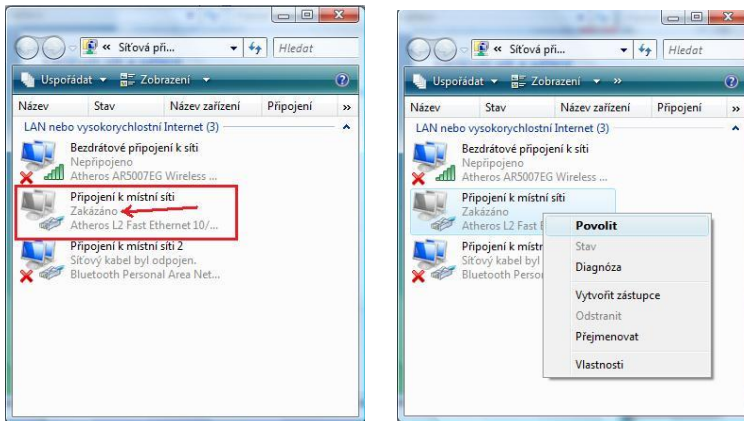 « Síťová při...
Hledat
Uspořádat Zobrazení
Název Stav Název zařízení Připojení »
LAN nebo vysokorychlostní Internet (3)
Bezdrátové připojení k síti
Nepřipojeno
Atheros AR5007EG Wireless ...
Připojení k místní síti
Zakázáno
Atheros L2 Fast Ethernet 10/...
Připojení k místní síti 2
Síťový kabel byl odpojen.
Bluetooth Personal Area Net...
« Síťová při...
Hledat
Uspořádat Zobrazení »
Název Stav Název zařízení Připojení »
LAN nebo vysokorychlostní Internet (3)
Bezdrátové připojení k síti
Nepřipojeno
Atheros AR5007EG Wireless ...
Připojení k místní síti
Zakázáno
Atheros L2 Fast
Připojení k místn
Síťový kabel byl
Bluetooth Person
Povolit
Stav
Diagnóza
Vytvořit zástupce
Odstranit
Přejmenovat
Vlastnosti